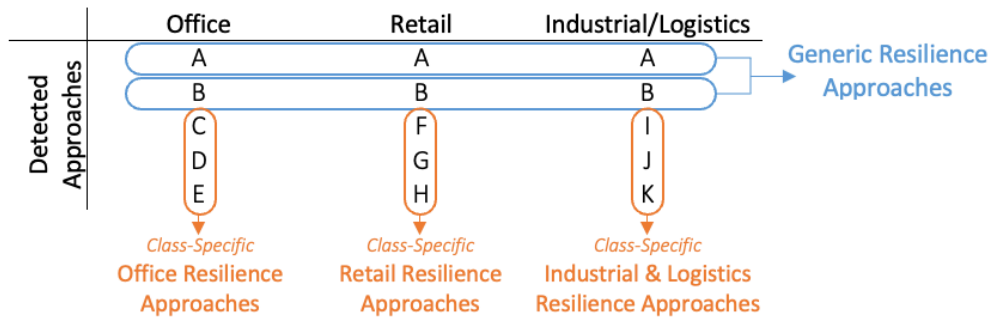 Office Retail Industrial/Logistics
Detected
Approaches
A A A
B B B
C F I
D G J
E H K
Generic Resilience
Approaches
Class-Specific Class-Specific Class-Specific
Office Resilience Retail Resilience Industrial & Logistics
Approaches Approaches Resilience Approaches